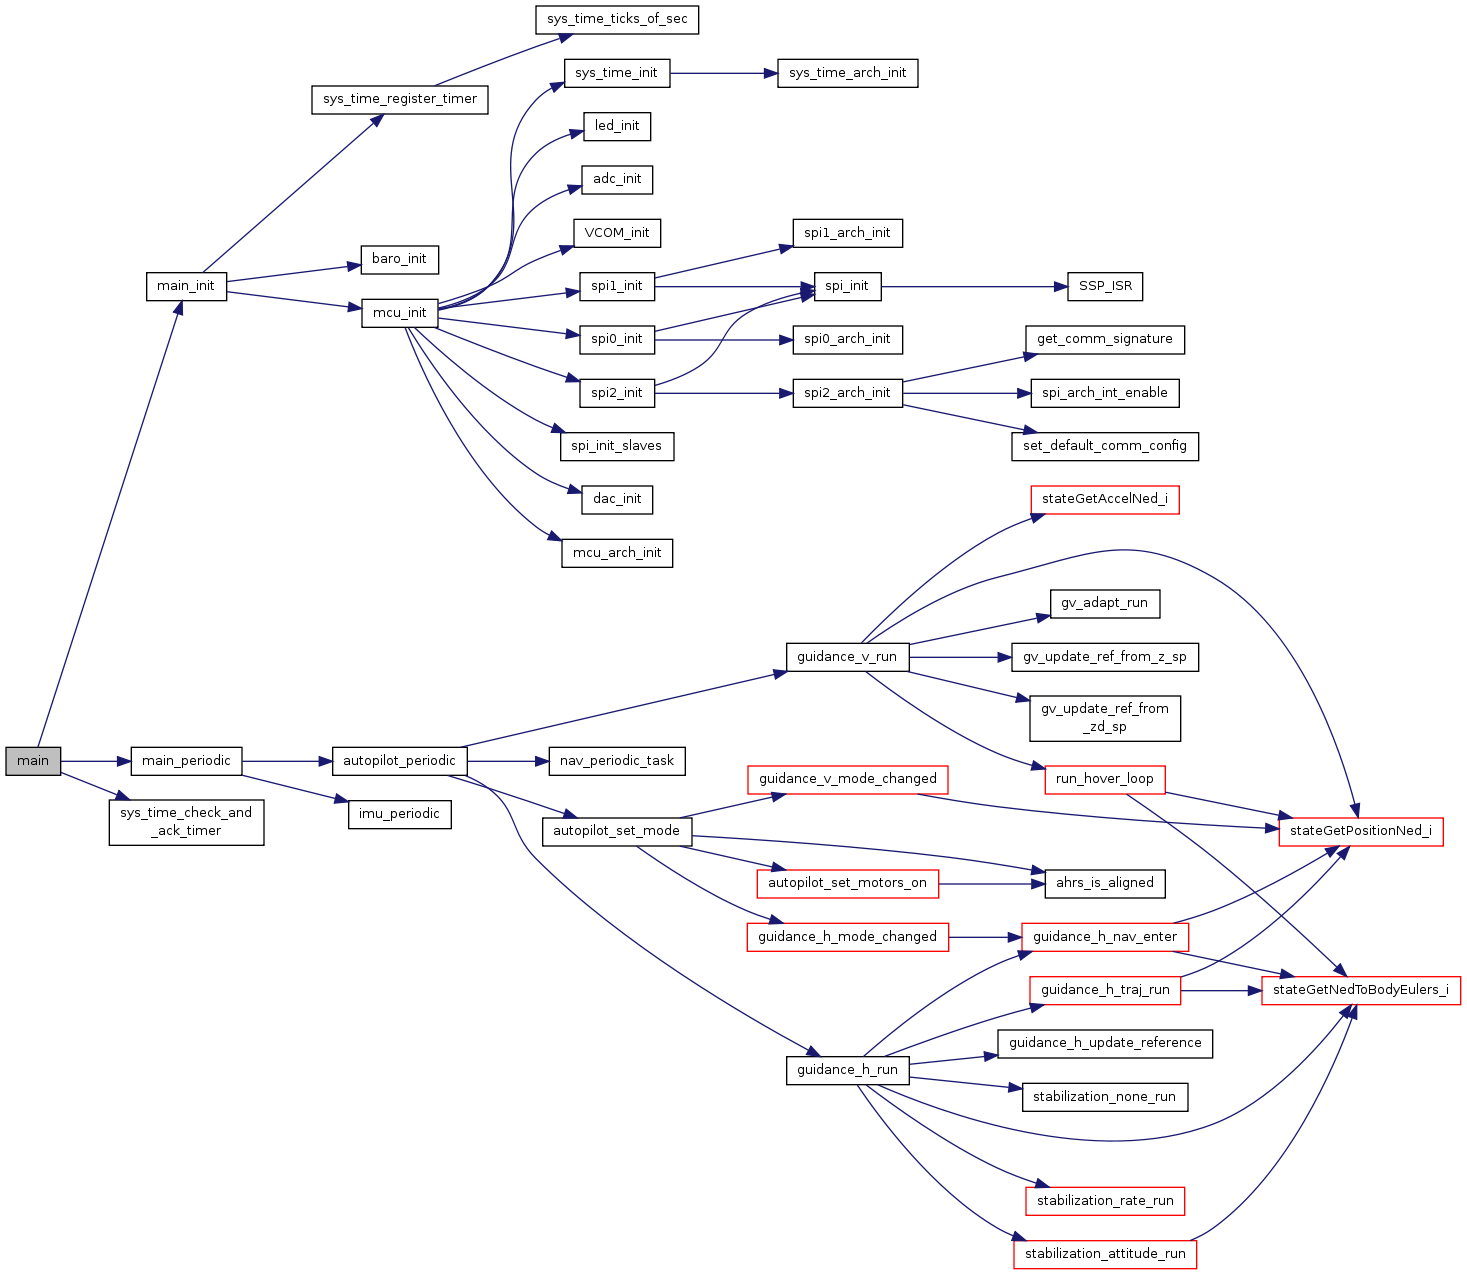 sys_time_ticks_of_sec
sys_time_init
sys_time_arch_init
sys_time_register_timer
led_init
adc_init
VCOM_init
spi1_arch_init
baro_init
main_init
spi1_init
spi_init
SSP_ISR
mcu_init
spi0_init
spi0_arch_init
get_comm_signature
spi2_init
spi2_arch_init
spi_arch_int_enable
spi_init_slaves
set_default_comm_config
dac_init
stateGetAccelNed_i
mcu_arch_init
gv_adapt_run
guidance_v_run
gv_update_ref_from_z_sp
gv_update_ref_from
_zd_sp
main
main_periodic
autopilot_periodic
nav_periodic_task
guidance_v_mode_changed
run_hover_loop
sys_time_check_and
_ack_timer
imu_periodic
autopilot_set_mode
stateGetPositionNed_i
autopilot_set_motors_on
ahrs_is_aligned
guidance_h_mode_changed
guidance_h_nav_enter
guidance_h_traj_run
stateGetNedToBodyEulers_i
guidance_h_update_reference
guidance_h_run
stabilization_none_run
stabilization_rate_run
stabilization_attitude_run